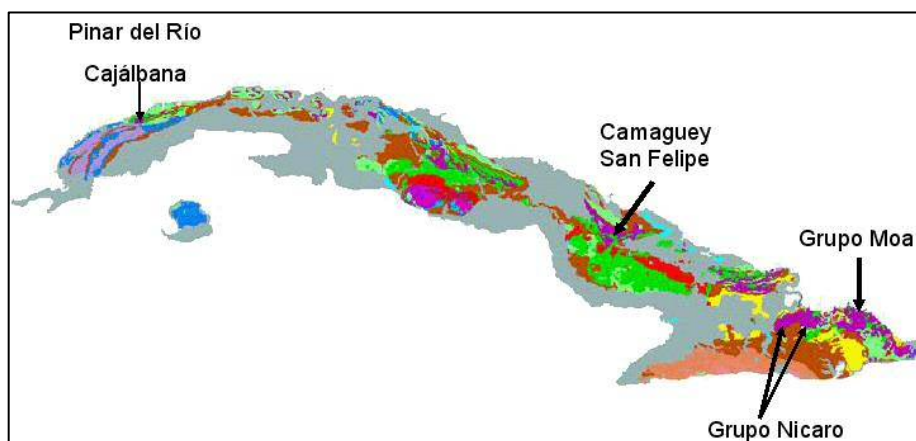 Pinar del Río
Cajálbana
Camaguey
San Felipe
Grupo Moa
Grupo Nicaro